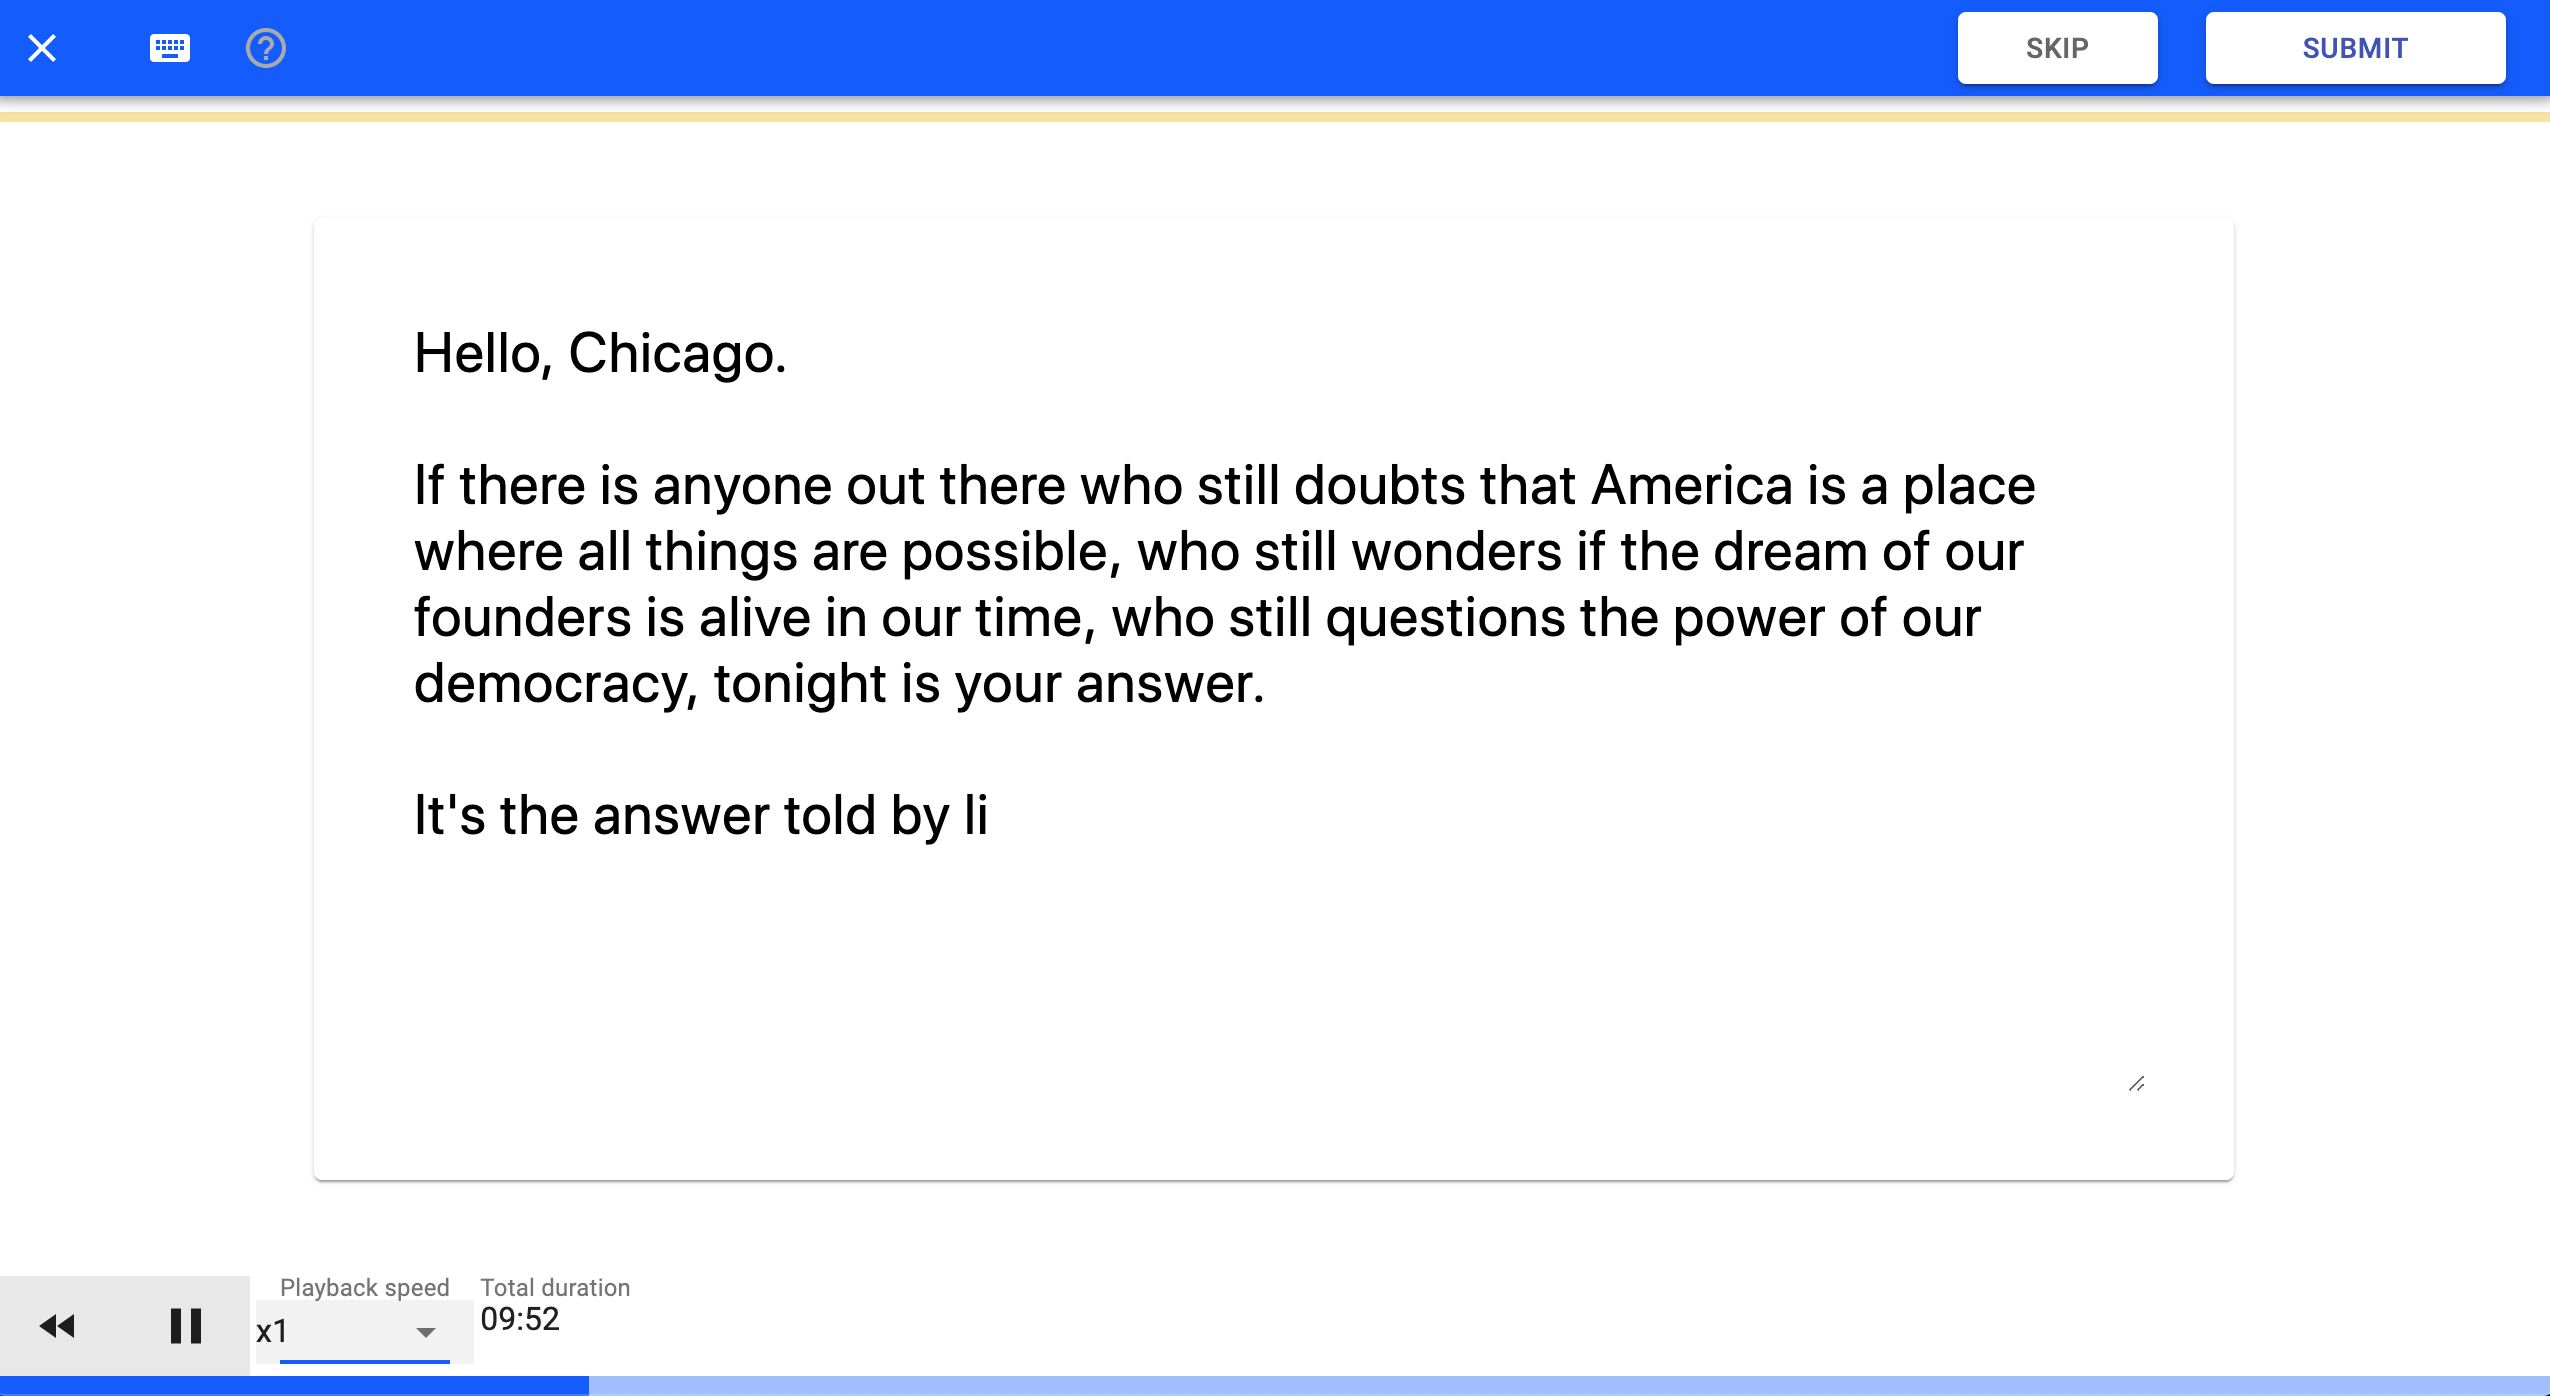 SKIP
SUBMIT
Hello, Chicago.
If there is anyone out there who still doubts that America is a place
where all things are possible, who still wonders if the dream of our
founders is alive in our time, who still questions the power of our
democracy, tonight is your answer.
It's the answer told by li
Playback speed
Total duration
x1
09:52